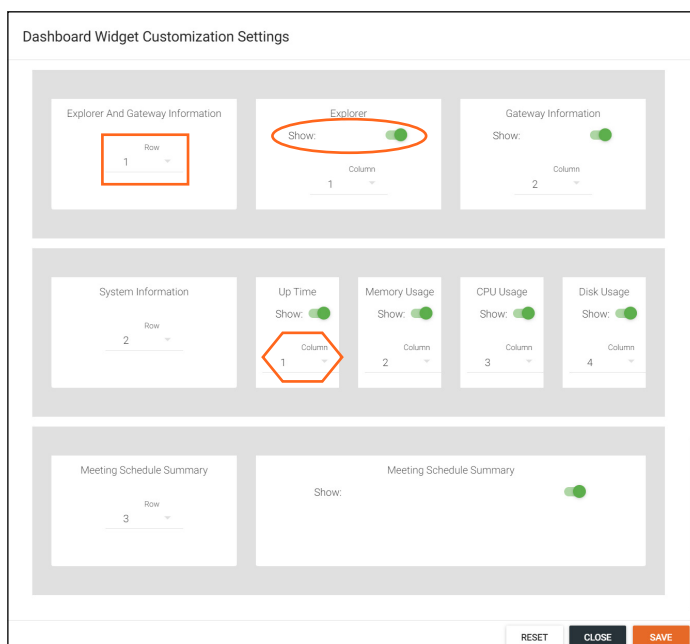 Dashboard Widget Customization Settings
Explorer And Gateway Information
Row
1
Explorer
Show:
Column
1
Gateway Information
Show:
Column
2
System Information
Row
2
Up Time
Show:
Column
1
Memory Usage
Show:
Column
2
CPU Usage
Show:
Column
3
Disk Usage
Show:
Column
4
Meeting Schedule Summary
Row
3
Meeting Schedule Summary
Show:
RESET
CLOSE
SAVE